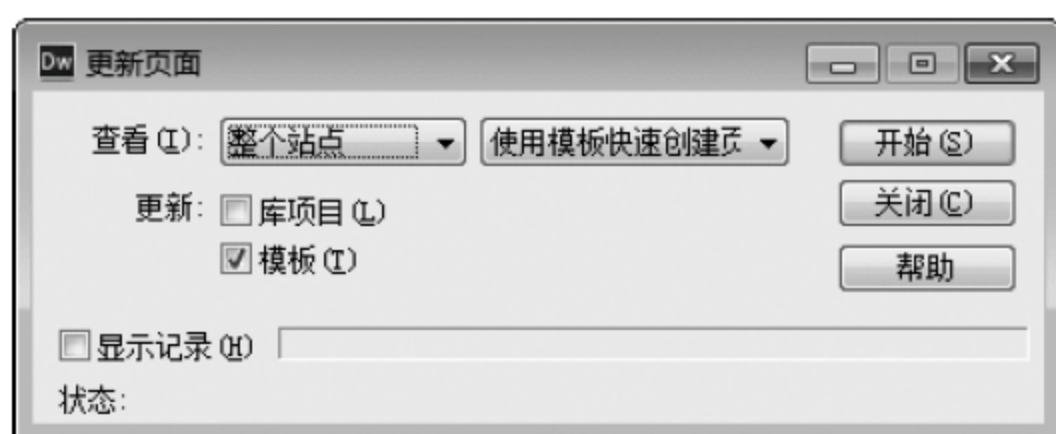 Dw 更新页面
查看(I): 整个站点 使用模板快速创建页 开始(S)
更新: 库项目(L) 关闭(C)
模板(T) 帮助
显示记录(H)
状态: